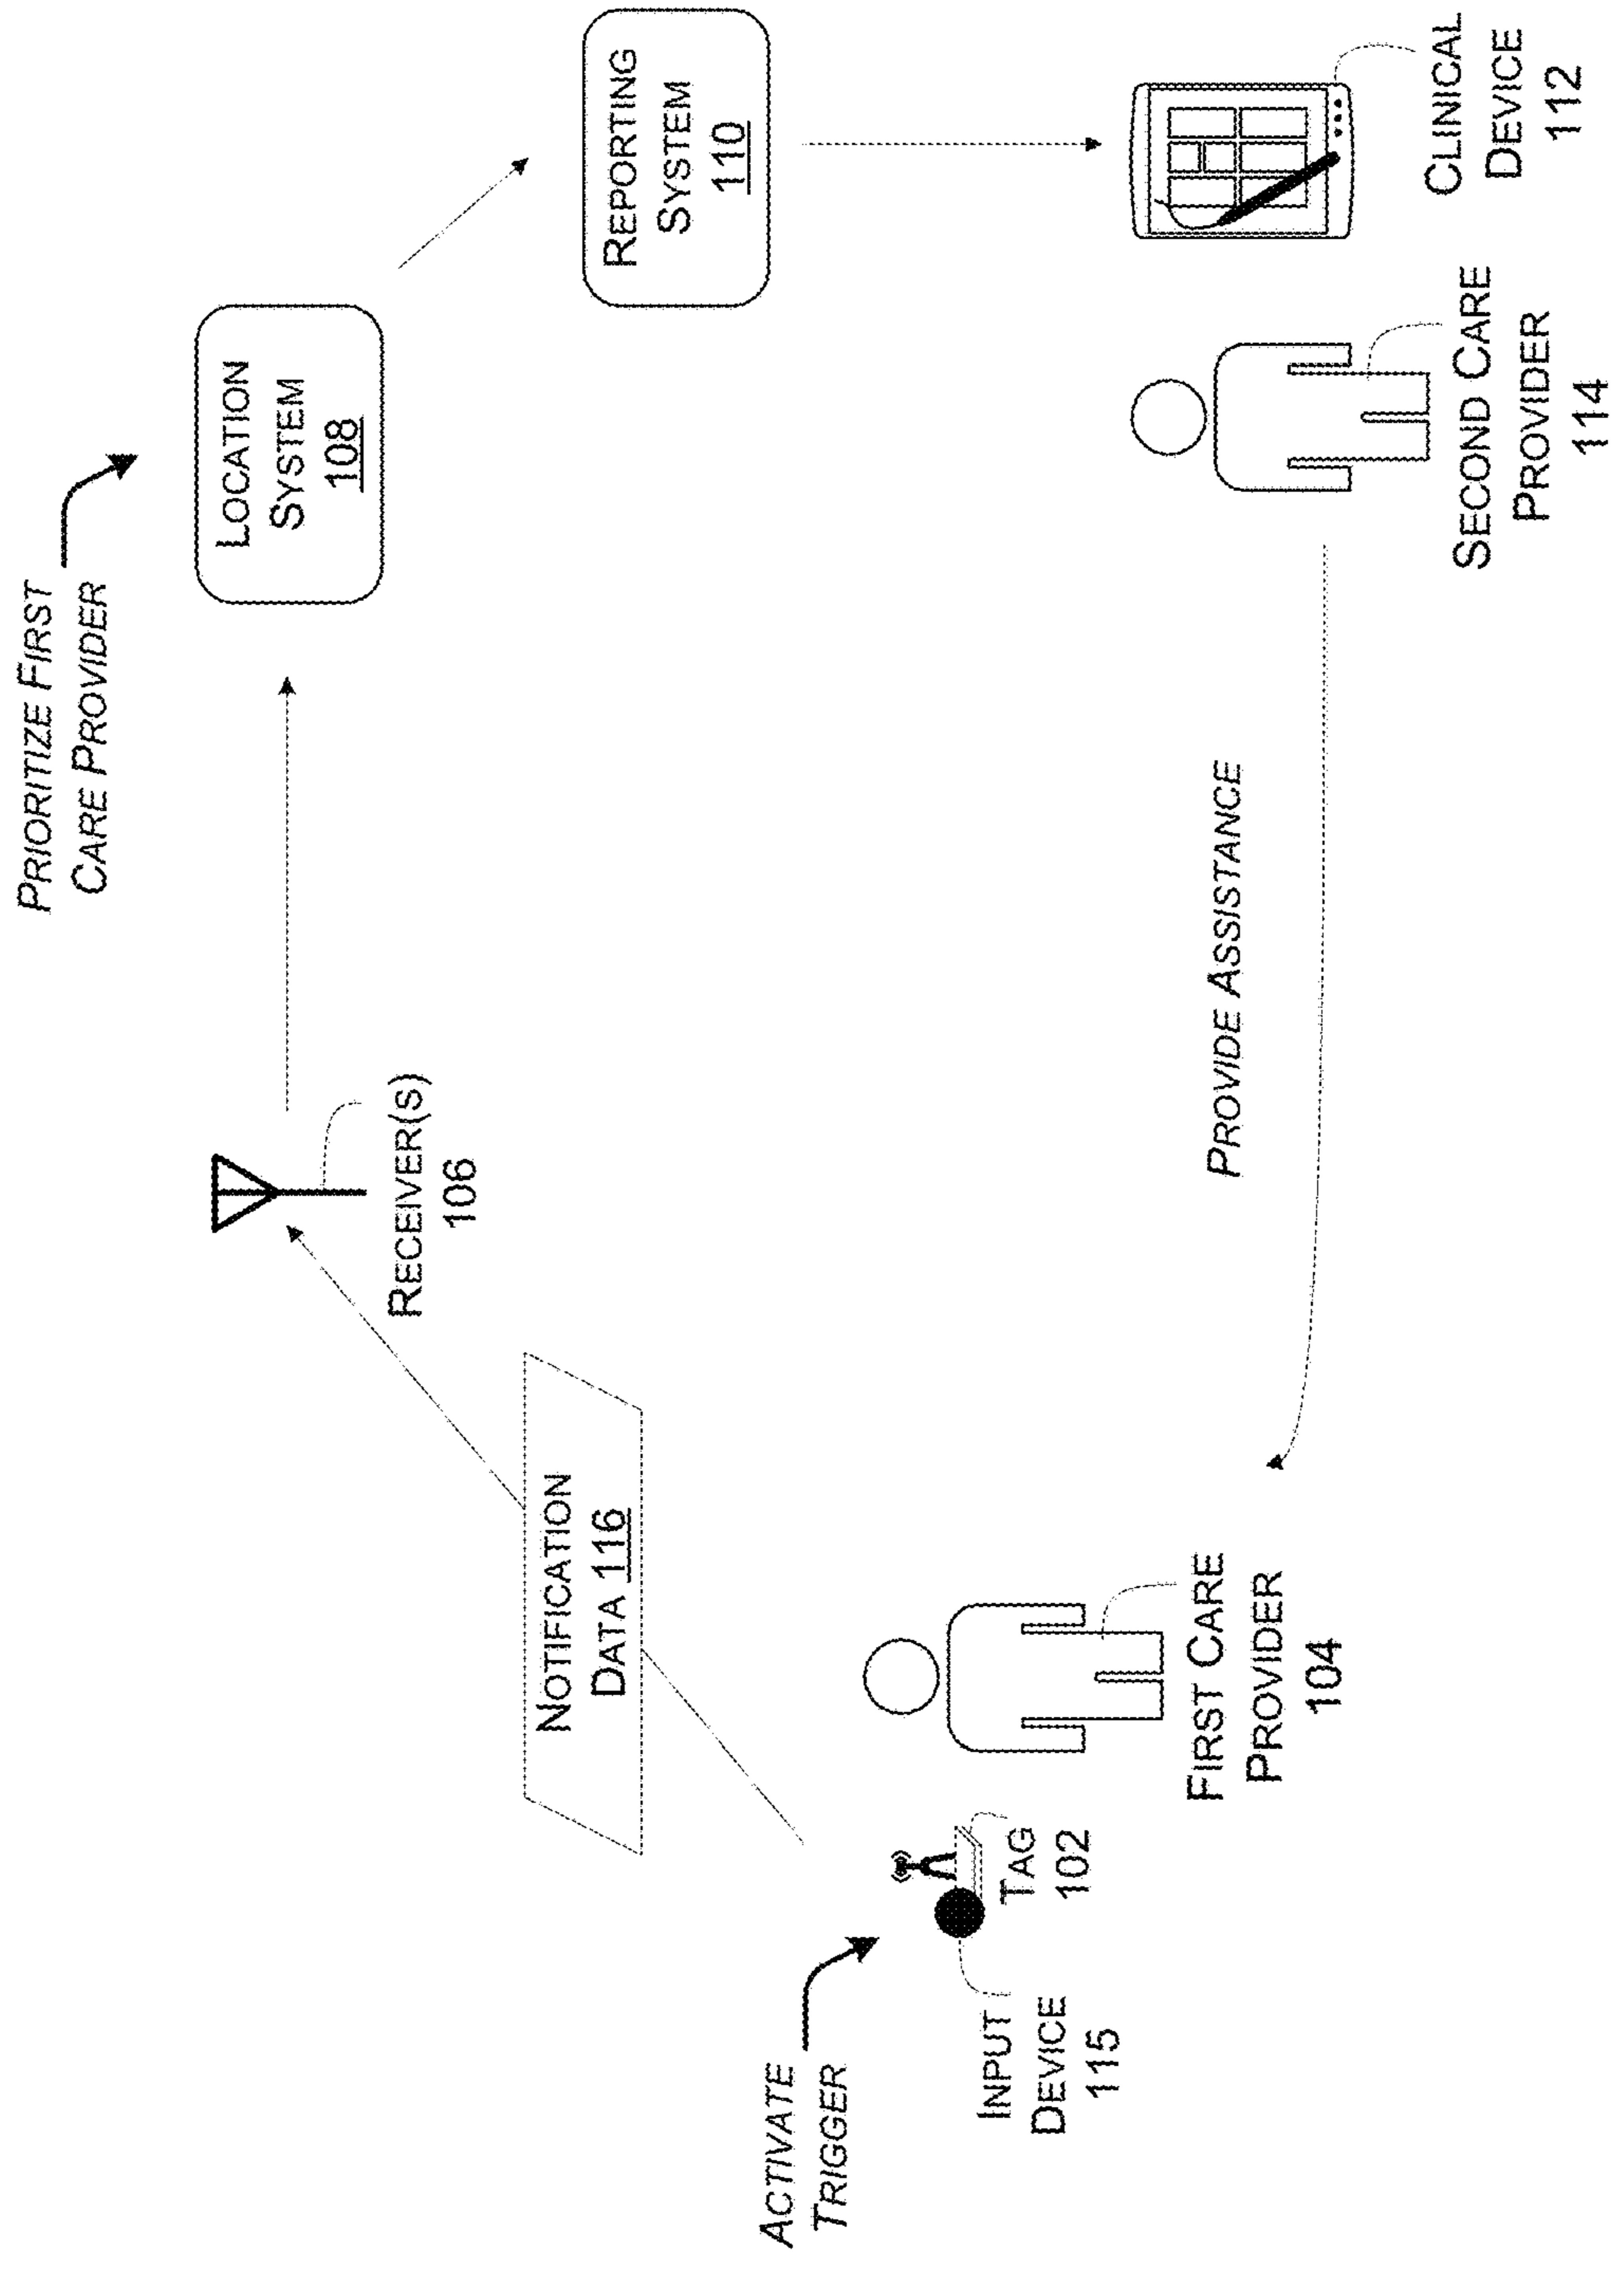 PRIORITIZE FIRST
CARE PROVIDER
LOCATION
SYSTEM
108
REPORTING
SYSTEM
110
RECEIVER(S)
106
NOTIFICATION
DATA 116
ACTIVATE
TRIGGER
INPUT
DEVICE
115
TAG
102
FIRST CARE
PROVIDER
104
PROVIDE ASSISTANCE
SECOND CARE
PROVIDER
114
CLINICAL
DEVICE
112